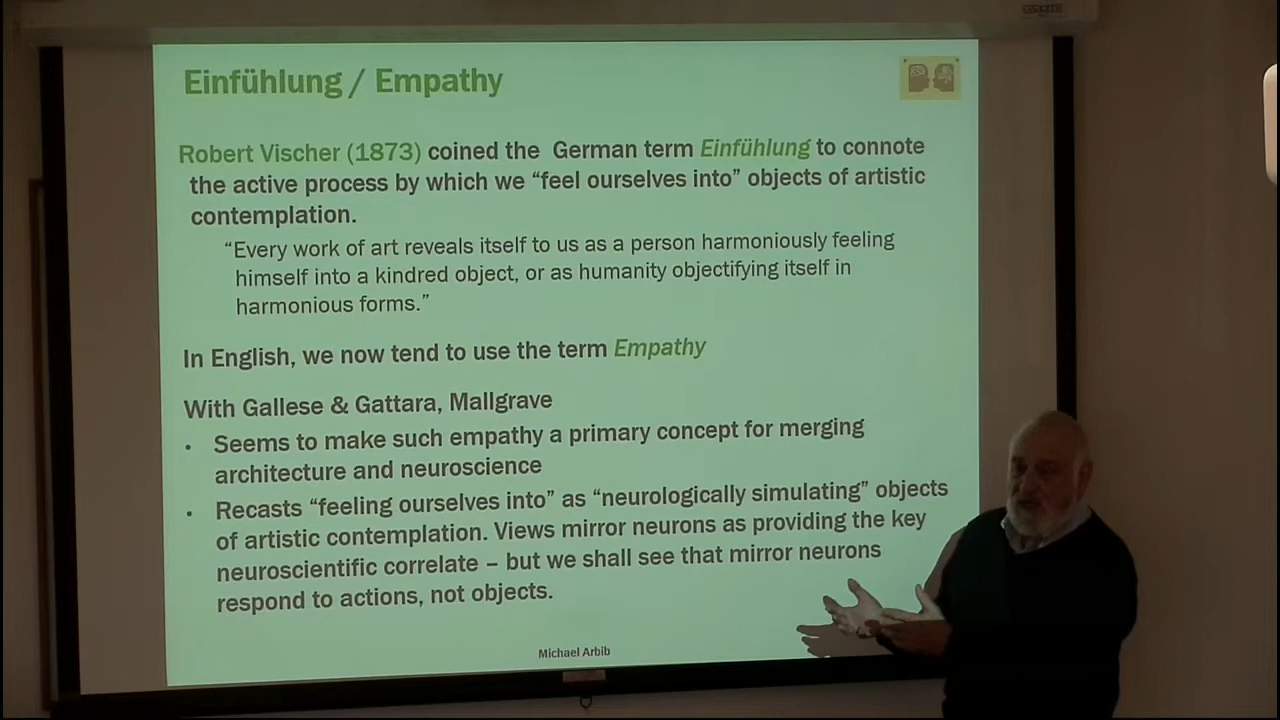 Einfühlung / Empathy
Robert Vischer (1873) coined the German term Einfühlung to connote
the active process by which we “feel ourselves into” objects of artistic
contemplation.
“Every work of art reveals itself to us as a person harmoniously feeling
himself into a kindred object, or as humanity objectifying itself in
harmonious forms.”
In English, we now tend to use the term Empathy
With Gallese & Gattara, Mallgrave
• Seems to make such empathy a primary concept for merging
architecture and neuroscience
• Recasts “feeling ourselves into” as “neurologically simulating” objects
of artistic contemplation. Views mirror neurons as providing the key
neuroscientific correlate – but we shall see that mirror neurons
respond to actions, not objects.
Michael Arbib